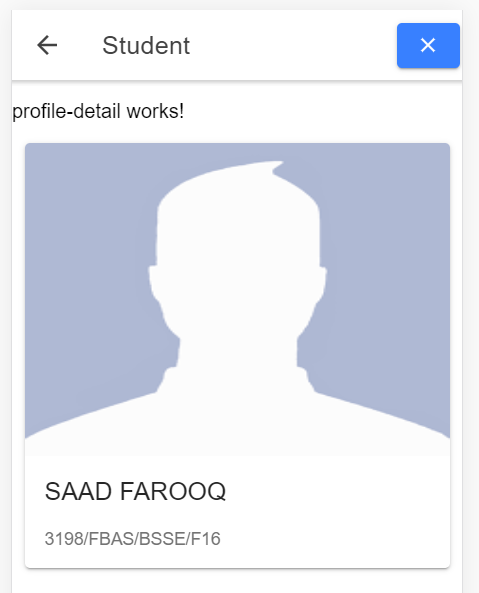 Student
profile-detail works!
SAAD FAROOQ
3198/FBAS/BSSE/F16